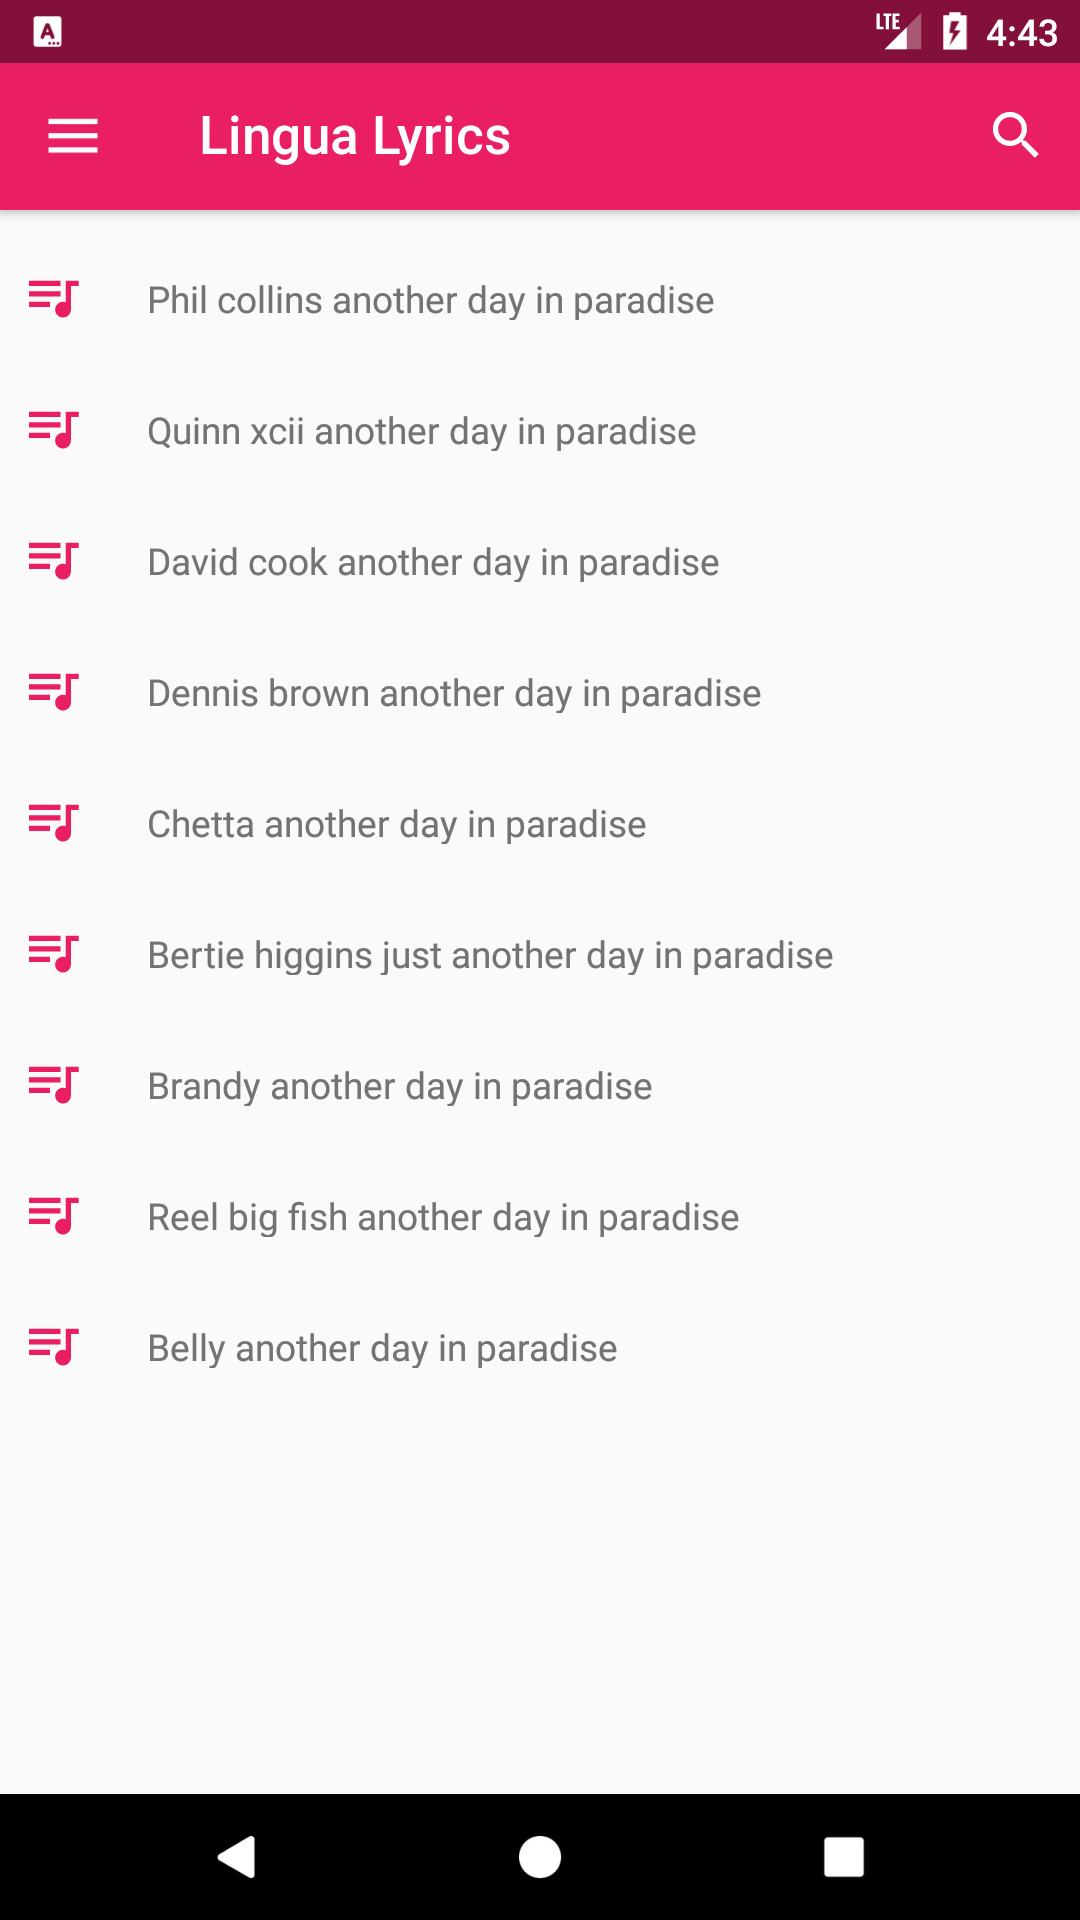 LTE 4:43
Lingua Lyrics
Phil collins another day in paradise
Quinn xcii another day in paradise
David cook another day in paradise
Dennis brown another day in paradise
Chetta another day in paradise
Bertie higgins just another day in paradise
Brandy another day in paradise
Reel big fish another day in paradise
Belly another day in paradise